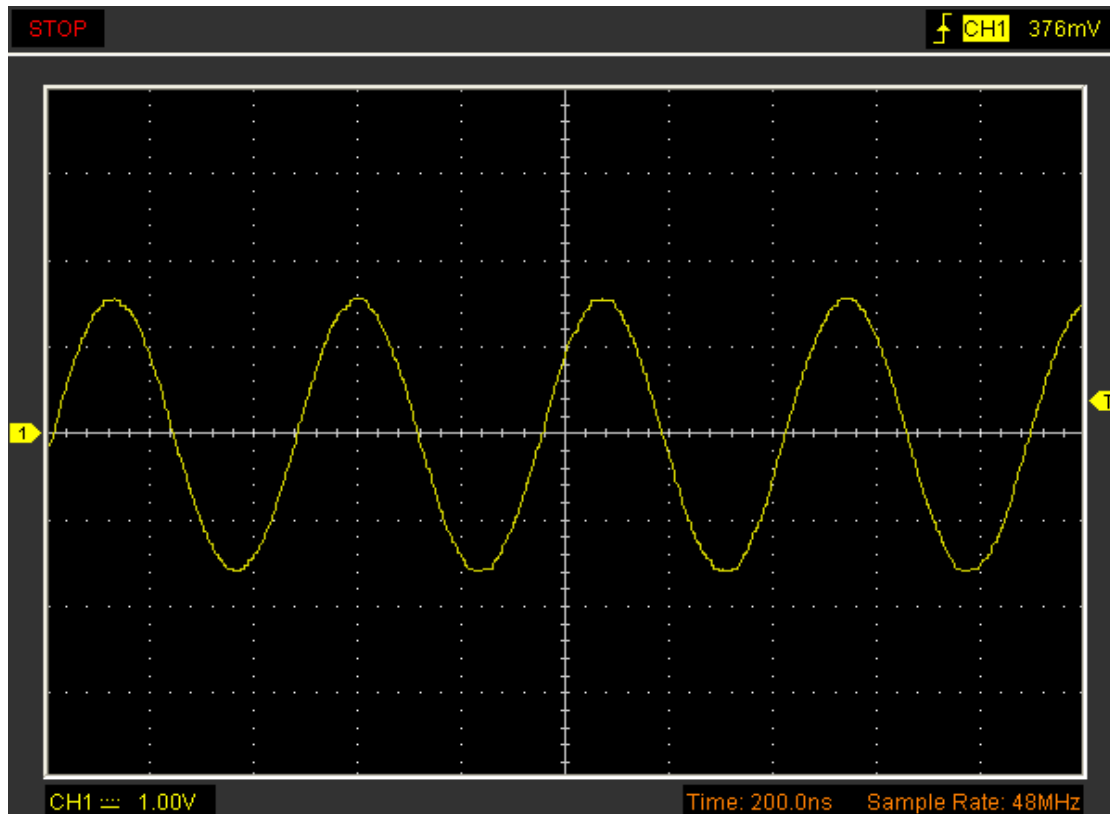 STOP
CH1 376mV
1
T
CH1 1.00V
Time: 200.0ns Sample Rate: 48MHz